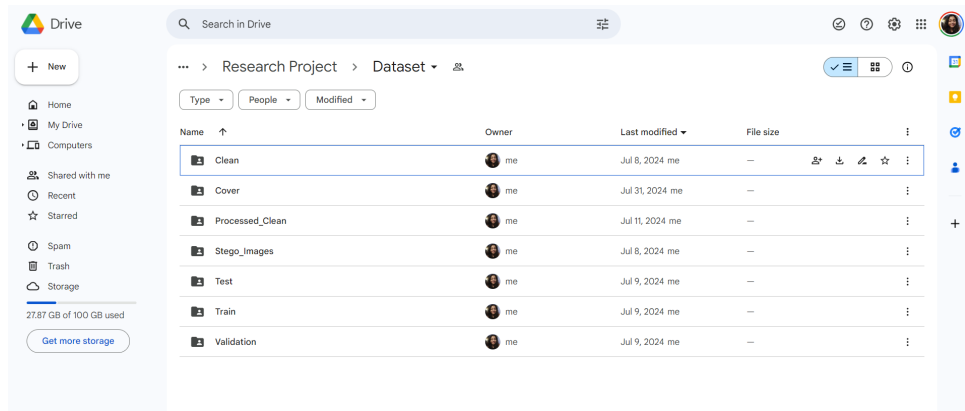 Drive
Search in Drive
New
Home
My Drive
Computers
Shared with me
Recent
Starred
Spam
Trash
Storage
27.87 GB of 100 GB used
Get more storage
Research Project > Dataset
Type People Modified
Name Owner Last modified File size
Clean me Jul 8, 2024 me —
Cover me Jul 31, 2024 me —
Processed_Clean me Jul 11, 2024 me —
Stego_Images me Jul 8, 2024 me —
Test me Jul 9, 2024 me —
Train me Jul 9, 2024 me —
Validation me Jul 9, 2024 me —
31